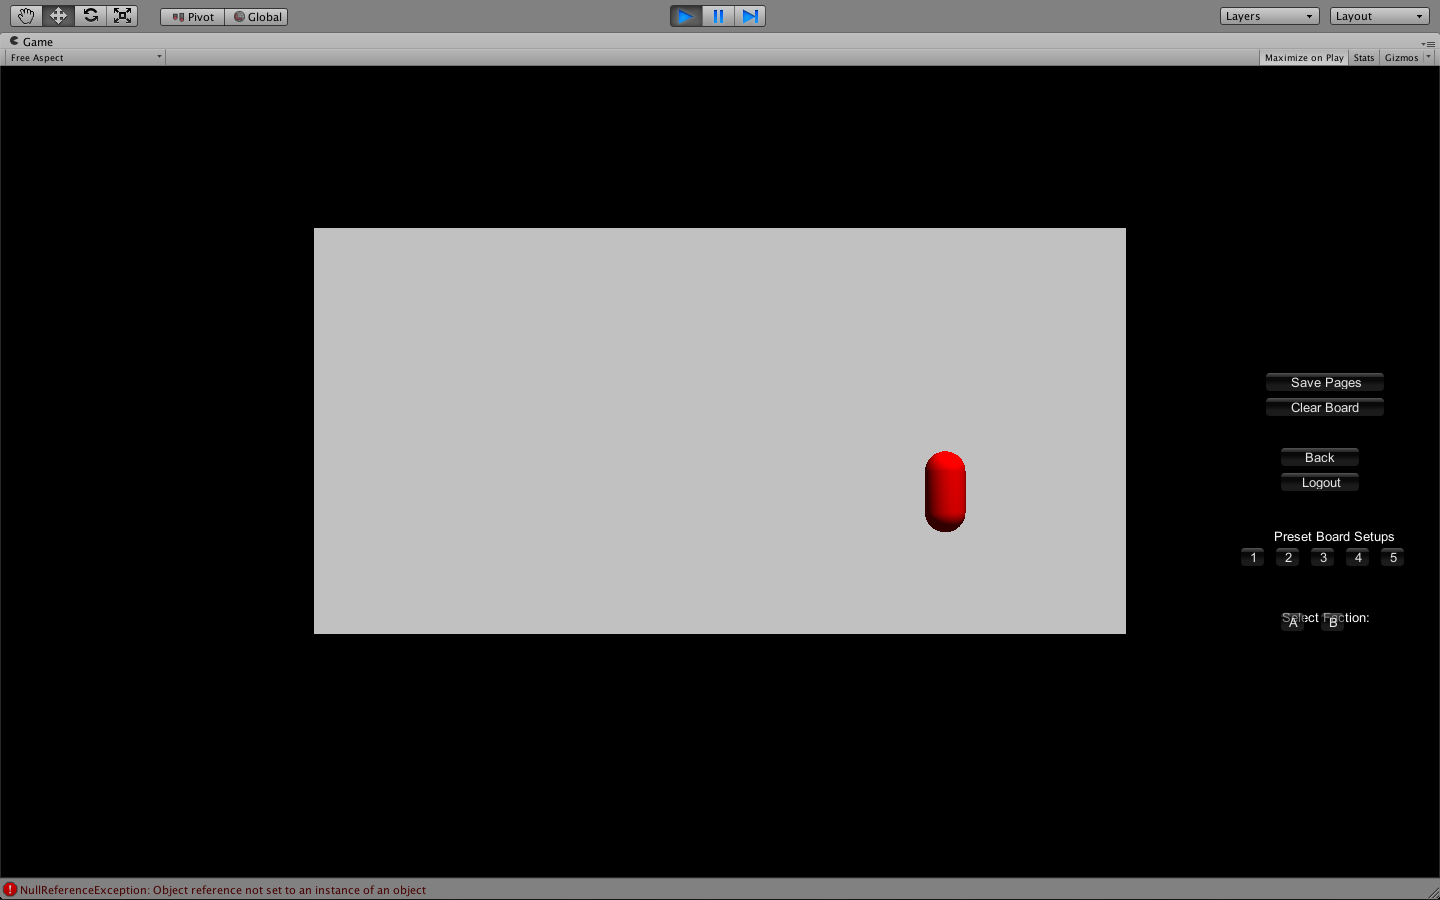 Pivot Global Layers Layout
Game
Free Aspect Maximize on Play Stats Gizmos
Save Pages
Clear Board
Back
Logout
Preset Board Setups
1 2 3 4 5
Select Faction:
A B
NullReferenceException: Object reference not set to an instance of an object